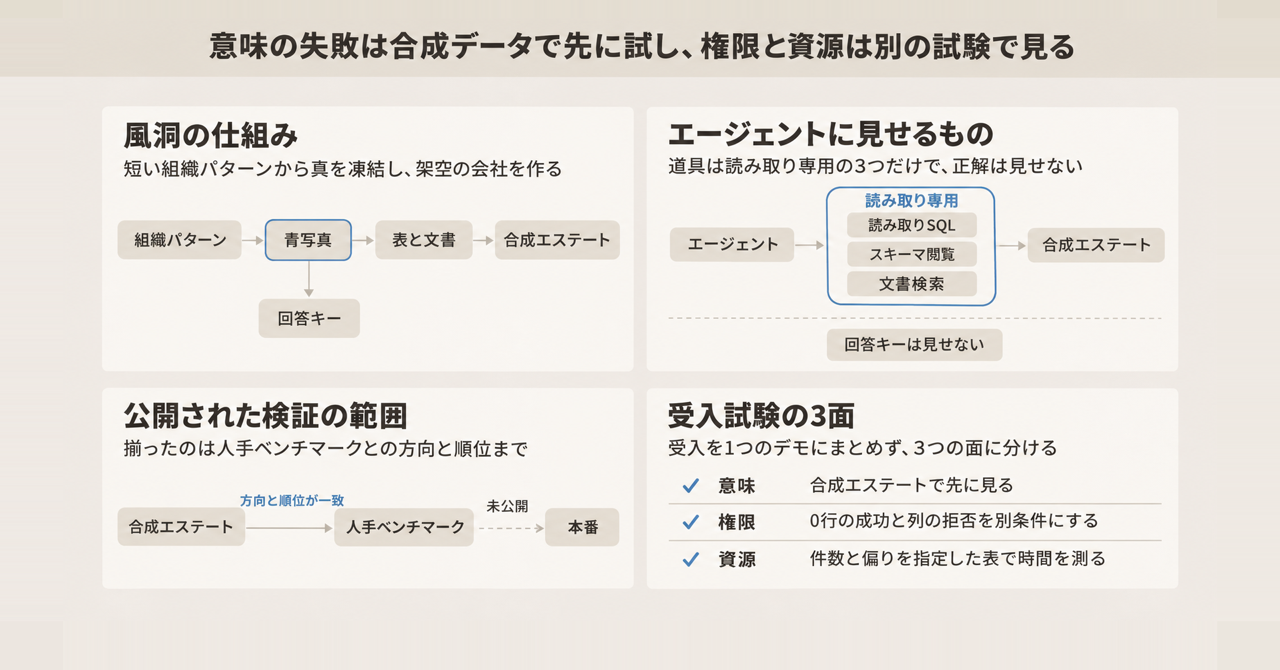 意味の失敗は合成データで先に試し、権限と資源は別の試験で見る
風洞の仕組み
短い組織パターンから真を凍結し、架空の会社を作る
組織パターン
青写真
表と文書
合成エステート
回答キー
エージェントに見せるもの
道具は読み取り専用の3つだけで、正解は見せない
読み取り専用
エージェント
読み取りSQL
スキーマ閲覧
文書検索
合成エステート
回答キーは見せない
公開された検証の範囲
揃ったのは人手ベンチマークとの方向と順位まで
合成エステート
方向と順位が一致
人手ベンチマーク
未公開
本番
受入試験の3面
受入を1つのデモにまとめず、3つの面に分ける
意味 合成エステートで先に見る
権限 0行の成功と列の拒否を別条件にする
資源 件数と偏りを指定した表で時間を測る